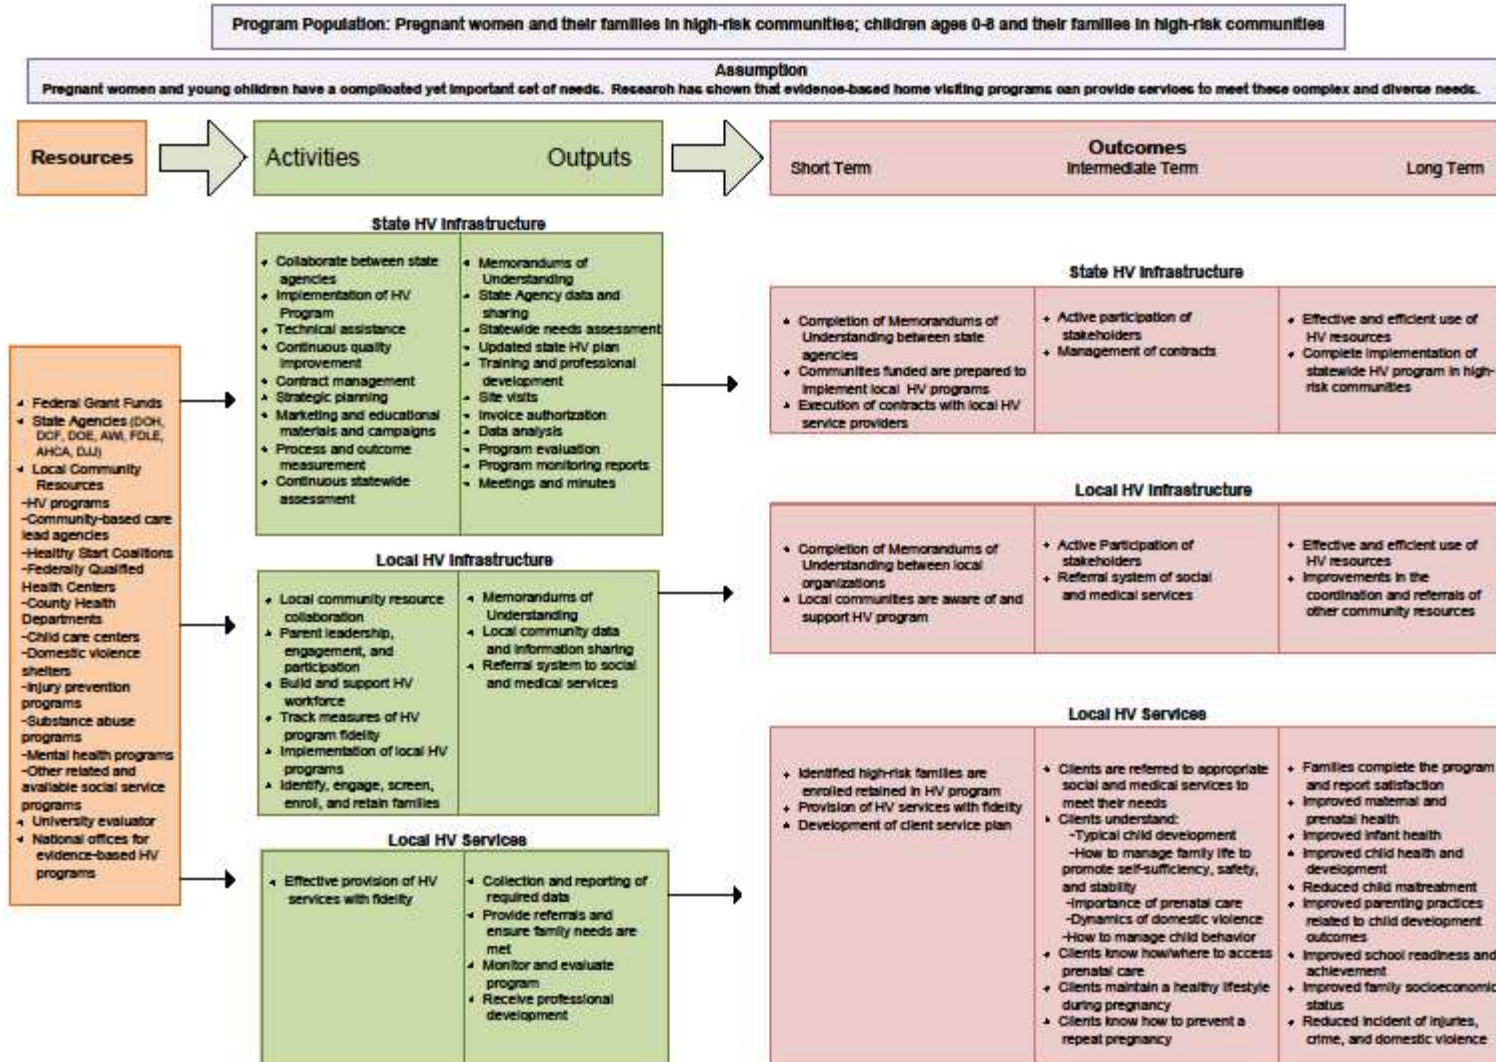 Program Population: Pregnant women and their families in high-risk communities; children ages 0-8 and their families in high-risk communities
Assumption
Pregnant women and young children have a complicated yet important set of needs. Research has shown that evidence-based home visiting programs can provide services to meet these complex and diverse needs.
Resources
Activities
Outputs
Outcomes
Short Term
Intermediate Term
Long Term
Federal Grant Funds
State Agencies (DOH,
DCF, DOE, AWI, FDLE,
AHCA, DJJ)
Local Community
Resources
-HV programs
-Community-based care
lead agencies
-Healthy Start Coalitions
-Federally Qualified
Health Centers
-County Health
Departments
-Child care centers
-Domestic violence
shelters
-Injury prevention
programs
-Substance abuse
programs
-Mental health programs
-Other related and
available social service
programs
University evaluator
National offices for
evidence-based HV
programs
State HV Infrastructure
Collaborate between state
agencies
Implementation of HV
Program
Technical assistance
Continuous quality
improvement
Contract management
Strategic planning
Marketing and educational
materials and campaigns
Process and outcome
measurement
Continuous statewide
assessment
Memorandums of
Understanding
State Agency data and
sharing
Statewide needs assessment
Updated state HV plan
Training and professional
development
Site visits
Invoice authorization
Data analysis
Program evaluation
Program monitoring reports
Meetings and minutes
Local HV Infrastructure
Local community resource
collaboration
Parent leadership,
engagement, and
participation
Build and support HV
workforce
Track measures of HV
program fidelity
Implementation of local HV
programs
Identify, engage, screen,
enroll, and retain families
Memorandums of
Understanding
Local community data
and information sharing
Referral system to social
and medical services
Local HV Services
Effective provision of HV
services with fidelity
Collection and reporting of
required data
Provide referrals and
ensure family needs are
met
Monitor and evaluate
program
Receive professional
development
State HV Infrastructure
Completion of Memorandums of
Understanding between state
agencies
Communities funded are prepared to
implement local HV programs
Execution of contracts with local HV
service providers
Active participation of
stakeholders
Management of contracts
Effective and efficient use of
HV resources
Complete implementation of
statewide HV program in high-
risk communities
Local HV Infrastructure
Completion of Memorandums of
Understanding between local
organizations
Local communities are aware of and
support HV program
Active Participation of
stakeholders
Referral system of social
and medical services
Effective and efficient use of
HV resources
Improvements in the
coordination and referrals of
other community resources
Local HV Services
Identified high-risk families are
enrolled retained in HV program
Provision of HV services with fidelity
Development of client service plan
Clients are referred to appropriate
social and medical services to
meet their needs
Clients understand:
-Typical child development
-How to manage family life to
promote self-sufficiency, safety,
and stability
-Importance of prenatal care
-Dynamics of domestic violence
-How to manage child behavior
Clients know how/where to access
prenatal care
Clients maintain a healthy lifestyle
during pregnancy
Clients know how to prevent a
repeat pregnancy
Families complete the program
and report satisfaction
Improved maternal and
prenatal health
Improved infant health
Improved child health and
development
Reduced child maltreatment
Improved parenting practices
related to child development
outcomes
Improved school readiness and
achievement
Improved family socioeconomic
status
Reduced incident of injuries,
crime, and domestic violence